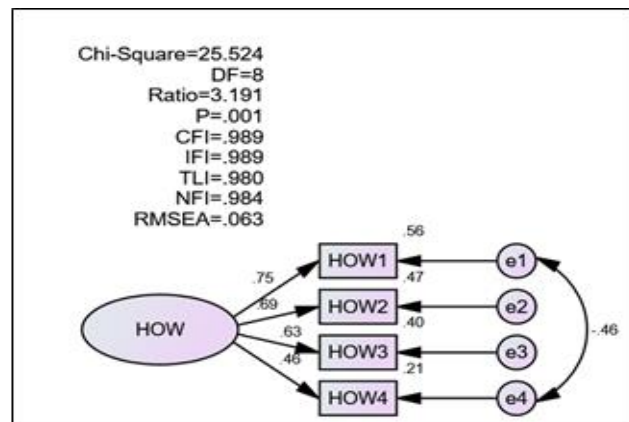 Chi-Square=25.524
DF=8
Ratio=3.191
P=.001
CFI=.989
IFI=.989
TLI=.980
NFI=.984
RMSEA=.063
.56
HOW1
e1
.75
.47
.69
HOW2
e2
.40
HOW
.63
HOW3
e3
-.46
.46
.21
HOW4
e4